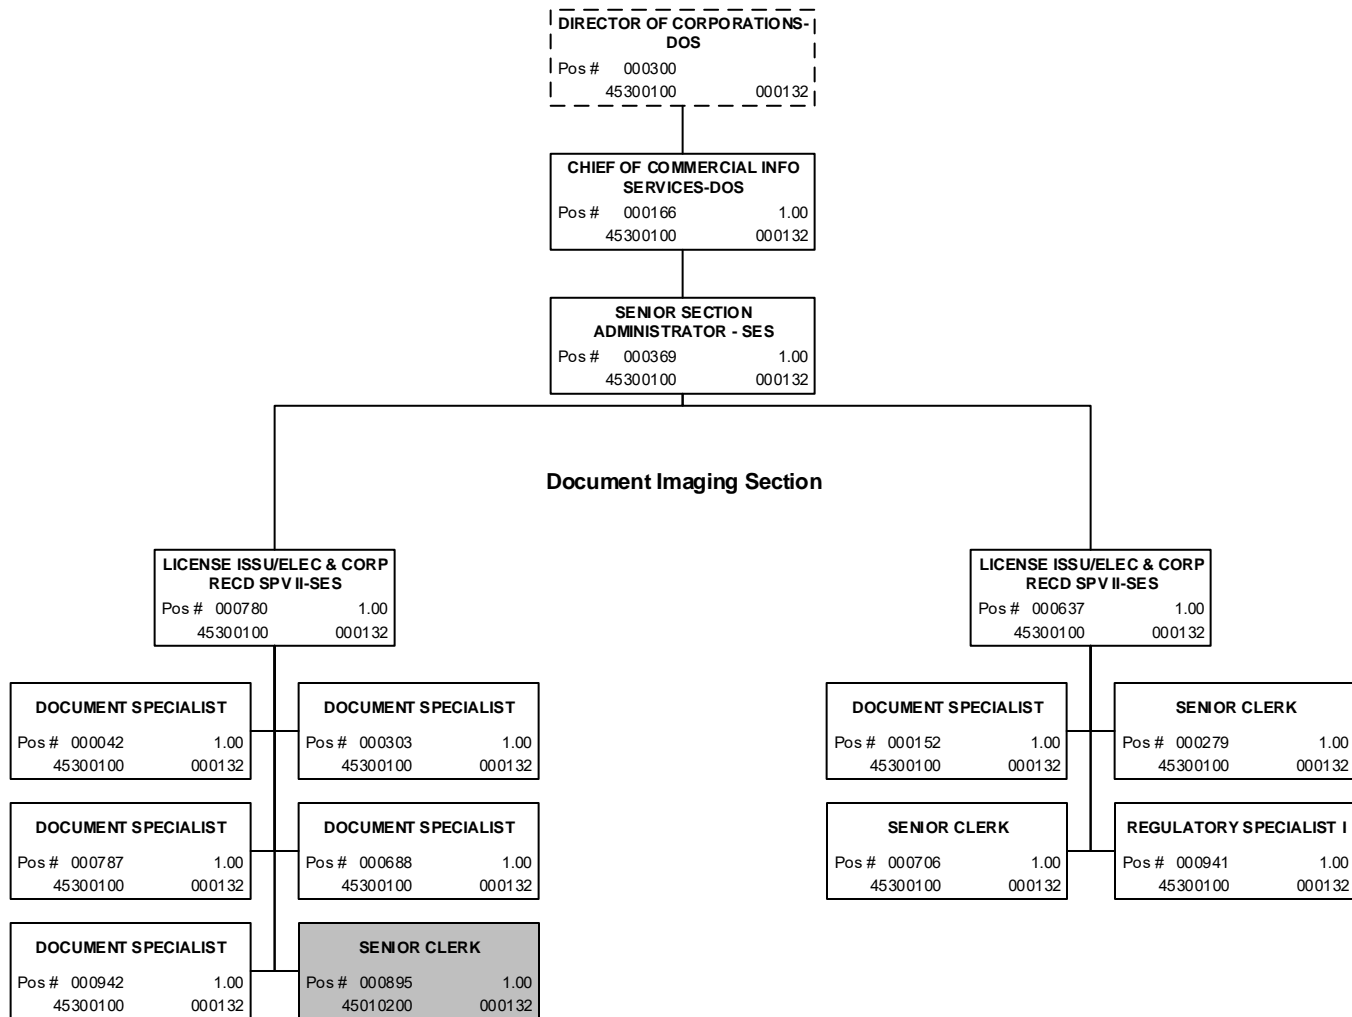 DIRECTOR OF CORPORATIONS-
DOS
Pos # 000300
45300100 000132
CHIEF OF COMMERCIAL INFO
SERVICES-DOS
Pos # 000166 1.00
45300100 000132
SENIOR SECTION
ADMINISTRATOR - SES
Pos # 000369 1.00
45300100 000132
Document Imaging Section
LICENSE ISSU/ELEC & CORP
RECD SPV II-SES
Pos # 000780 1.00
45300100 000132
DOCUMENT SPECIALIST
Pos # 000042 1.00
45300100 000132
DOCUMENT SPECIALIST
Pos # 000303 1.00
45300100 000132
DOCUMENT SPECIALIST
Pos # 000787 1.00
45300100 000132
DOCUMENT SPECIALIST
Pos # 000688 1.00
45300100 000132
DOCUMENT SPECIALIST
Pos # 000942 1.00
45300100 000132
SENIOR CLERK
Pos # 000895 1.00
45010200 000132
LICENSE ISSU/ELEC & CORP
RECD SPV II-SES
Pos # 000637 1.00
45300100 000132
DOCUMENT SPECIALIST
Pos # 000152 1.00
45300100 000132
SENIOR CLERK
Pos # 000279 1.00
45300100 000132
SENIOR CLERK
Pos # 000706 1.00
45300100 000132
REGULATORY SPECIALIST I
Pos # 000941 1.00
45300100 000132